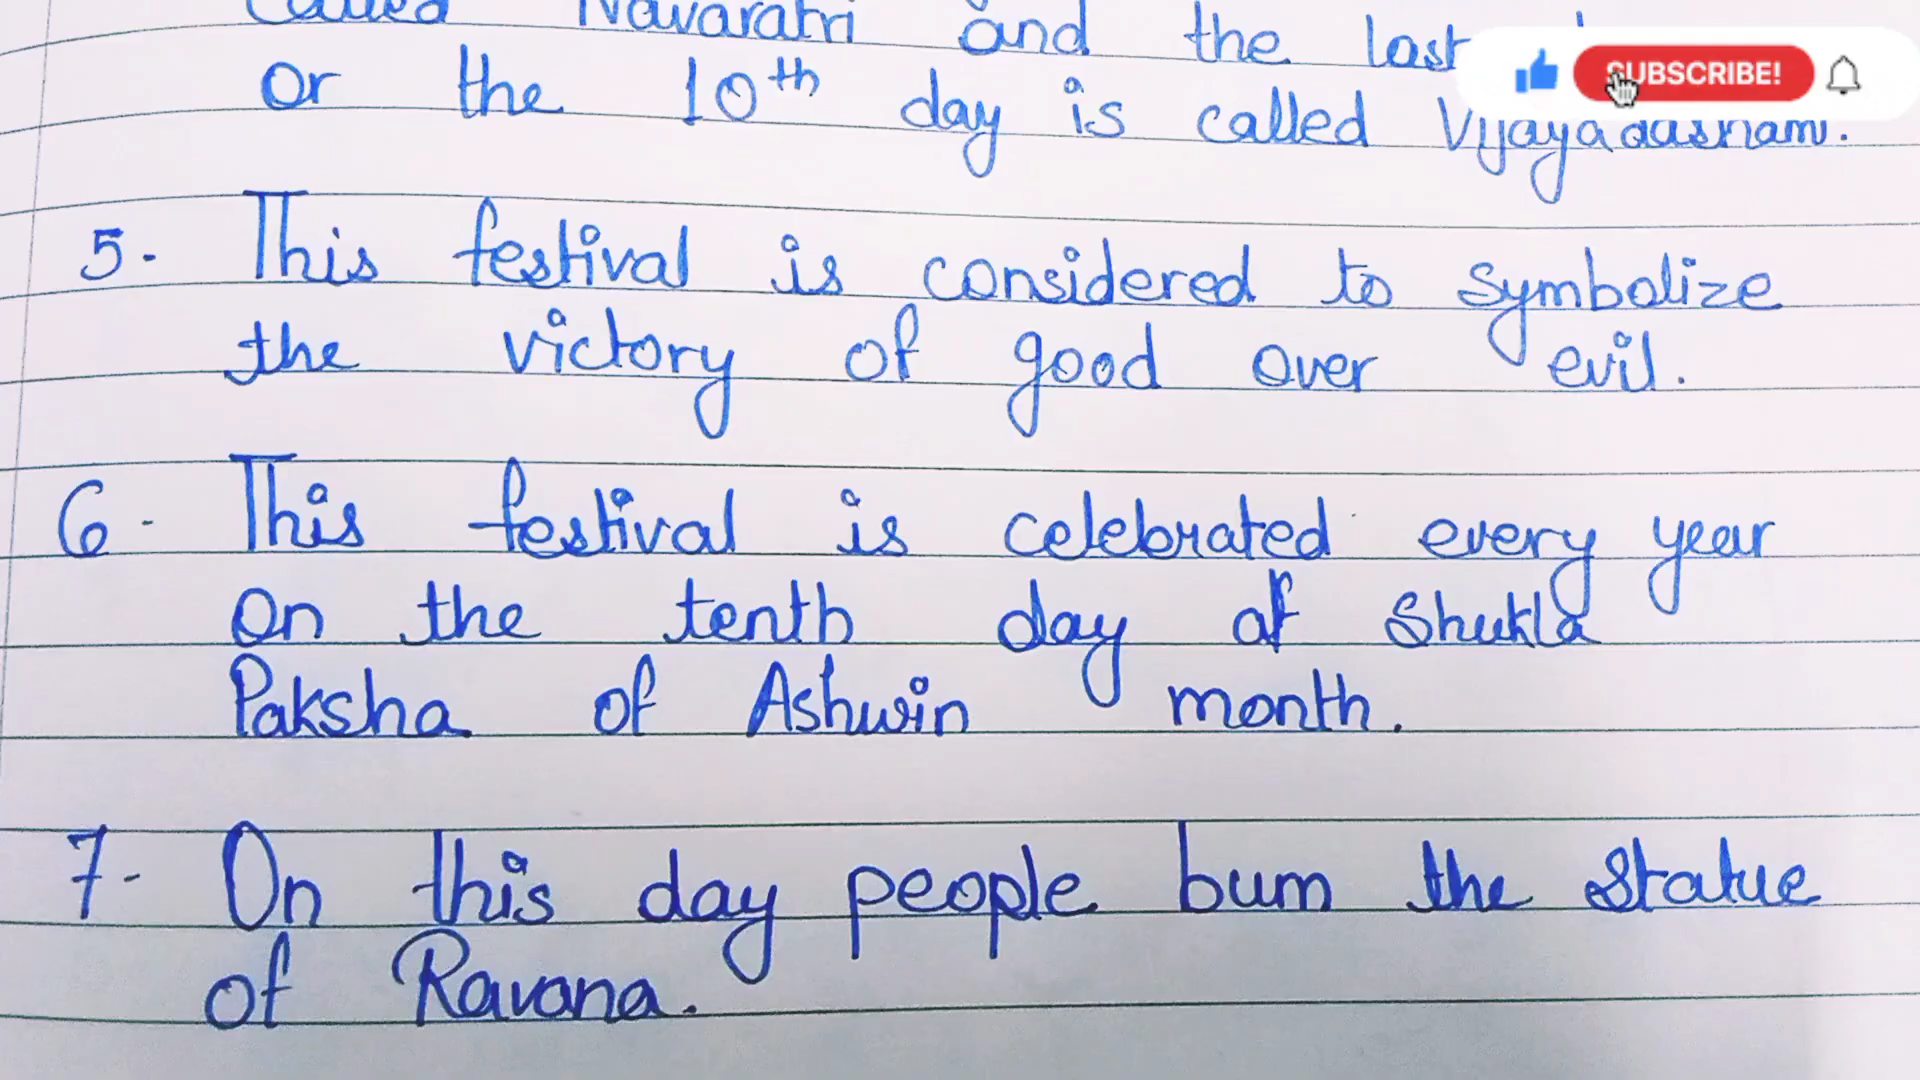 called Navaratri and the last
SUBSCRIBE!
or the 10th day is called Vijayadashami.
5. This festival is considered to symbolize
the victory of good over evil.
6. This festival is celebrated every year
on the tenth day of Shukla
Paksha of Ashwin month.
7. On this day people burn the statue
of Ravana.